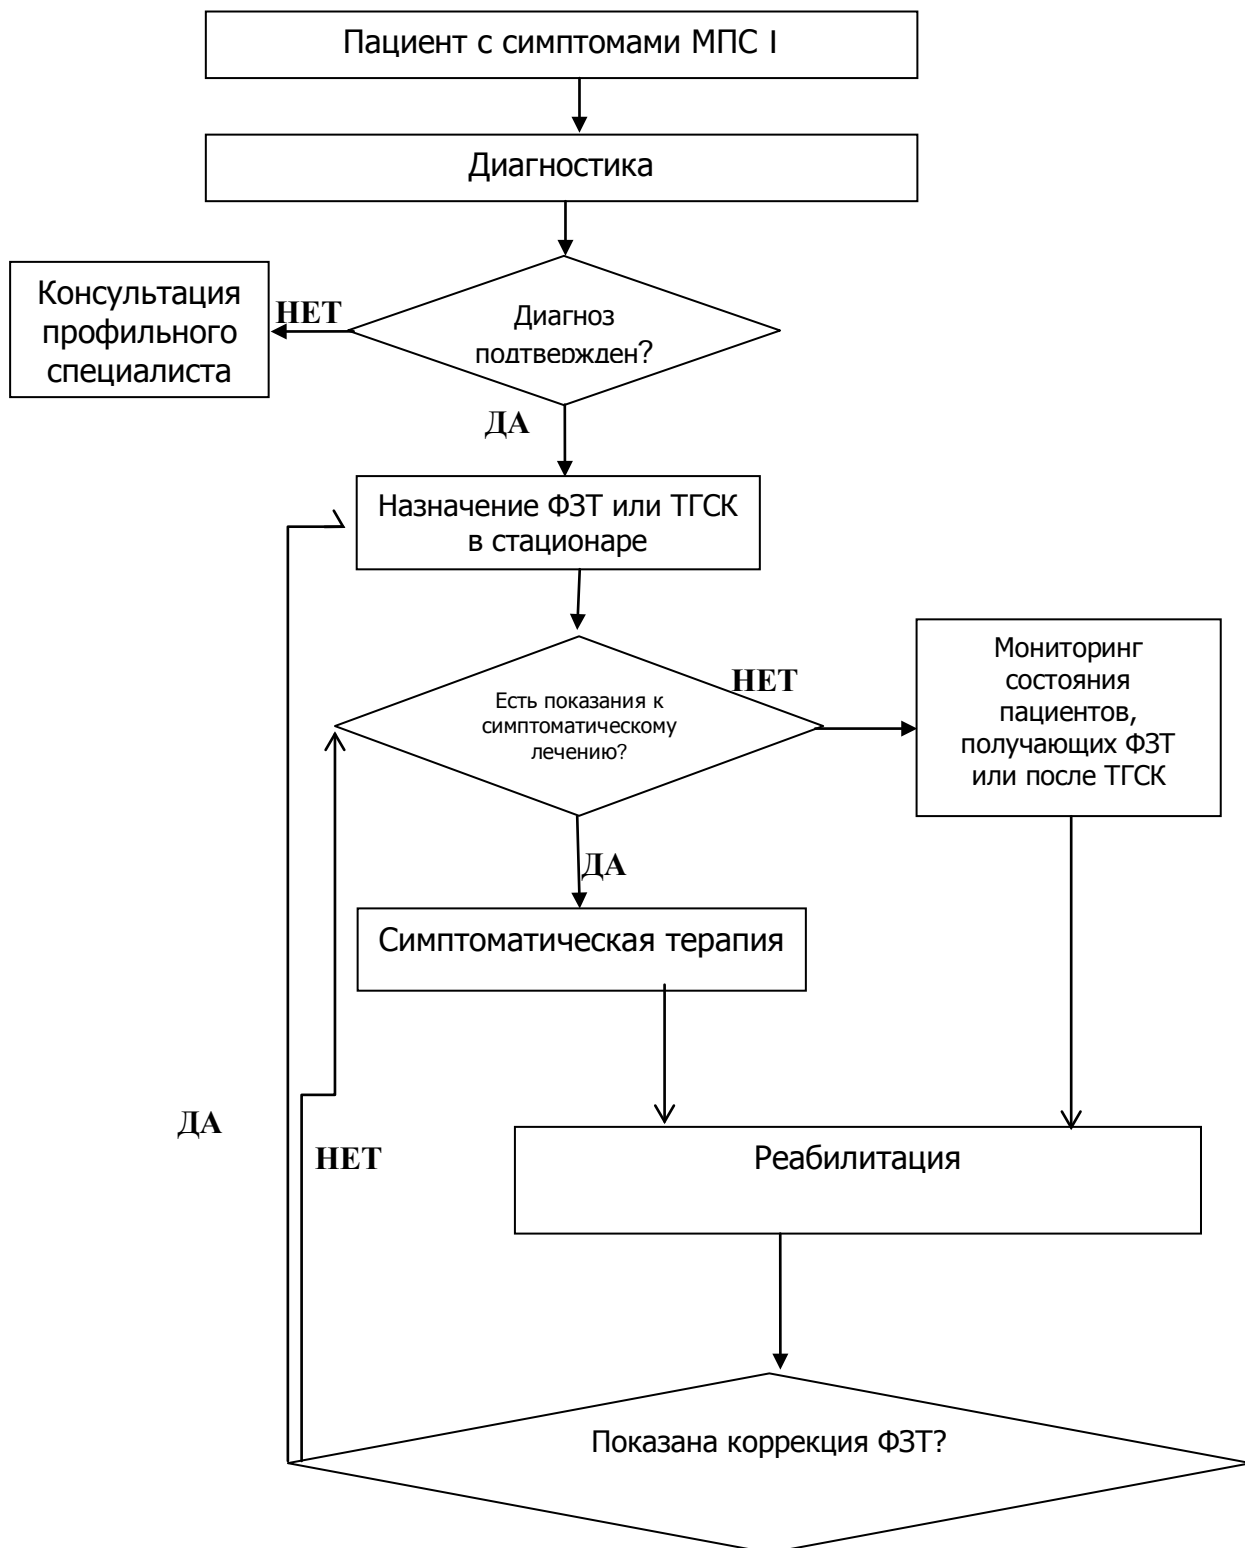 Пациент с симптомами МПС I
Диагностика
Консультация
профильного
специалиста
НЕТ
Диагноз
подтвержден?
ДА
Назначение ФЗТ или ТГСК
в стационаре
Есть показания к
симптоматическому
лечению?
НЕТ
Мониторинг
состояния
пациентов,
получающих ФЗТ
или после ТГСК
ДА
Симптоматическая терапия
ДА
НЕТ
Реабилитация
Показана коррекция ФЗТ?